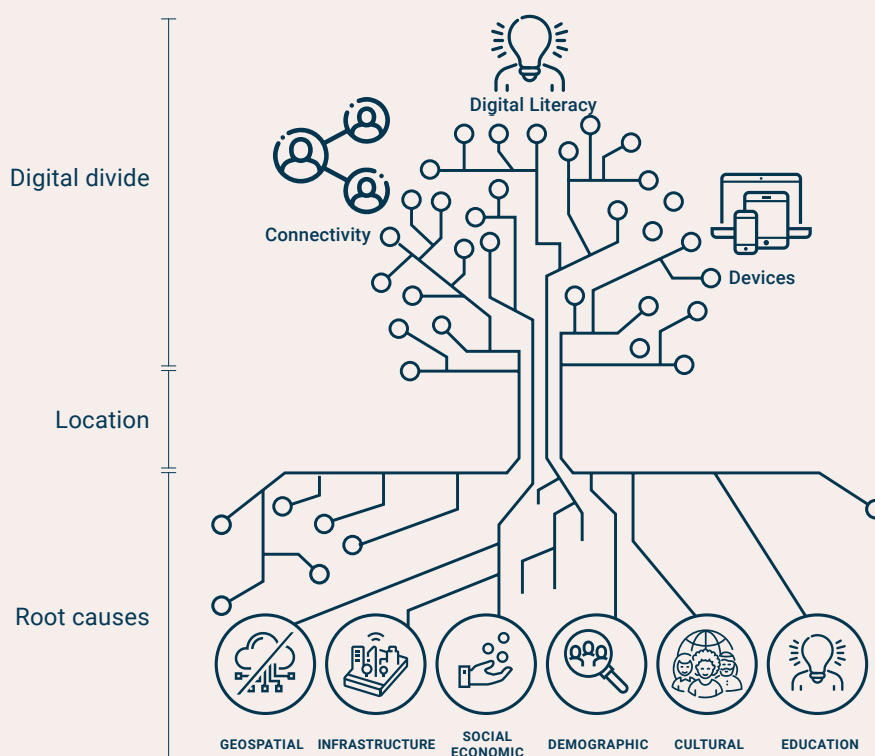 Digital Literacy
Digital divide
Connectivity
Devices
Location
Root causes
GEOSPATIAL
INFRASTRUCTURE
SOCIAL
ECONOMIC
DEMOGRAPHIC
CULTURAL
EDUCATION